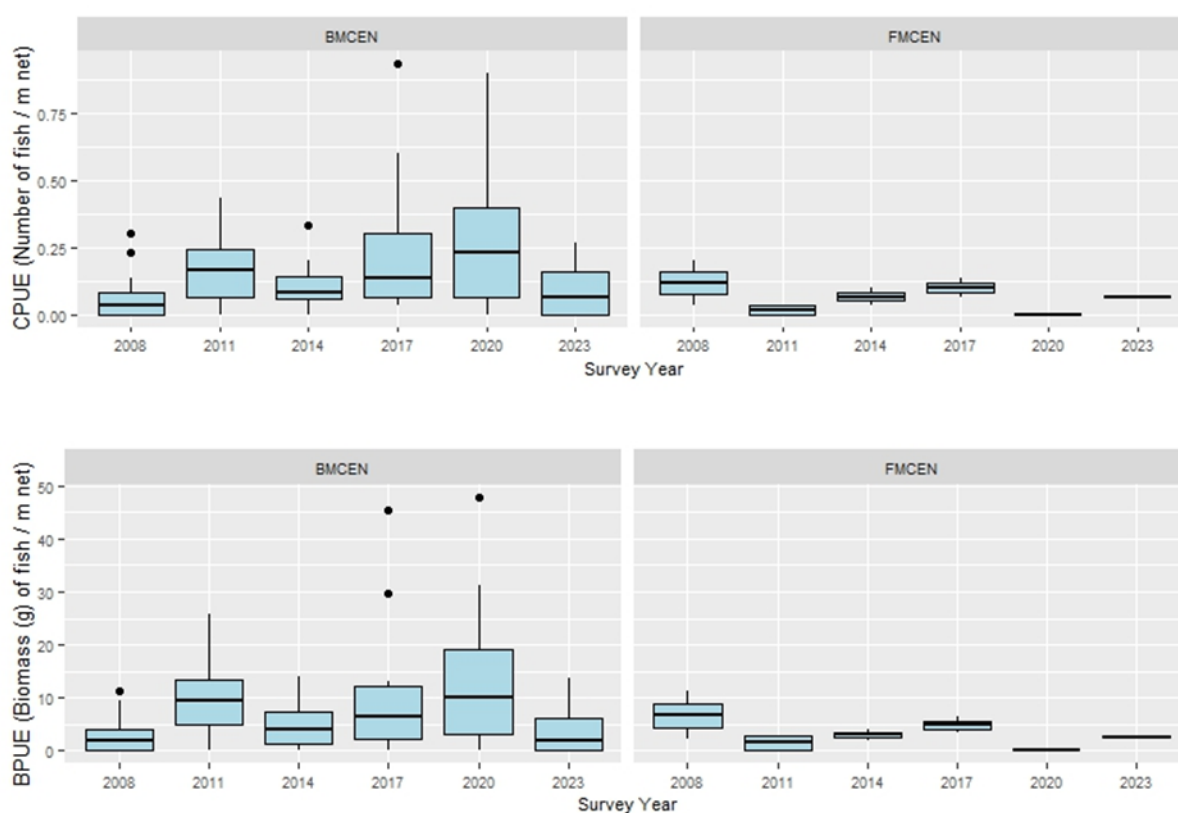 BMCEN FMCEN
CPUE (Number of fish / m net)
0.75
0.50
0.25
0.00
2008 2011 2014 2017 2020 2023 2008 2011 2014 2017 2020 2023
Survey Year
BMCEN FMCEN
BPUE (Biomass (g) of fish / m net)
50
40
30
20
10
0
2008 2011 2014 2017 2020 2023 2008 2011 2014 2017 2020 2023
Survey Year